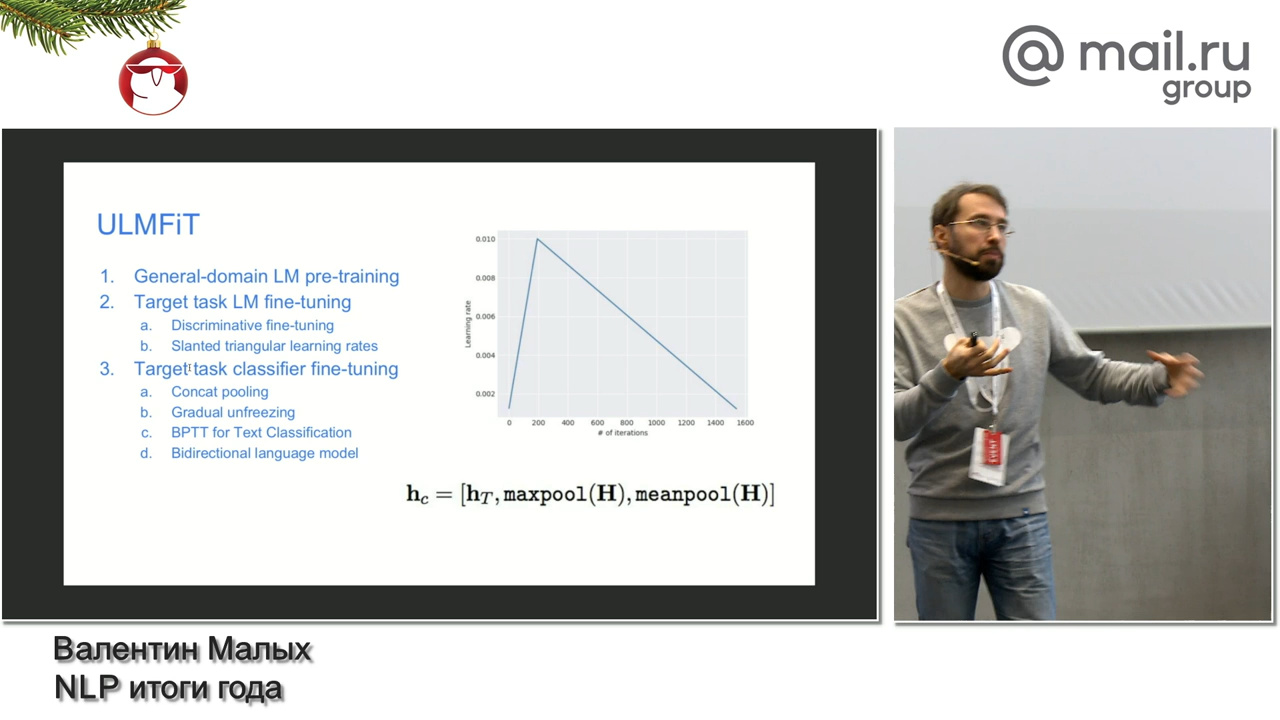 @ mail.ru
group
ULMFiT
1. General-domain LM pre-training
2. Target task LM fine-tuning
a. Discriminative fine-tuning
b. Slanted triangular learning rates
3. Target task classifier fine-tuning
a. Concat pooling
b. Gradual unfreezing
c. BPTT for Text Classification
d. Bidirectional language model
Learning rate
0.010
0.008
0.006
0.004
0.002
0 200 400 600 800 1000 1200 1400 1600
# of iterations
h_c = [h_T, maxpool(H), meanpool(H)]
EVENT
Валентин Малых
NLP итоги года